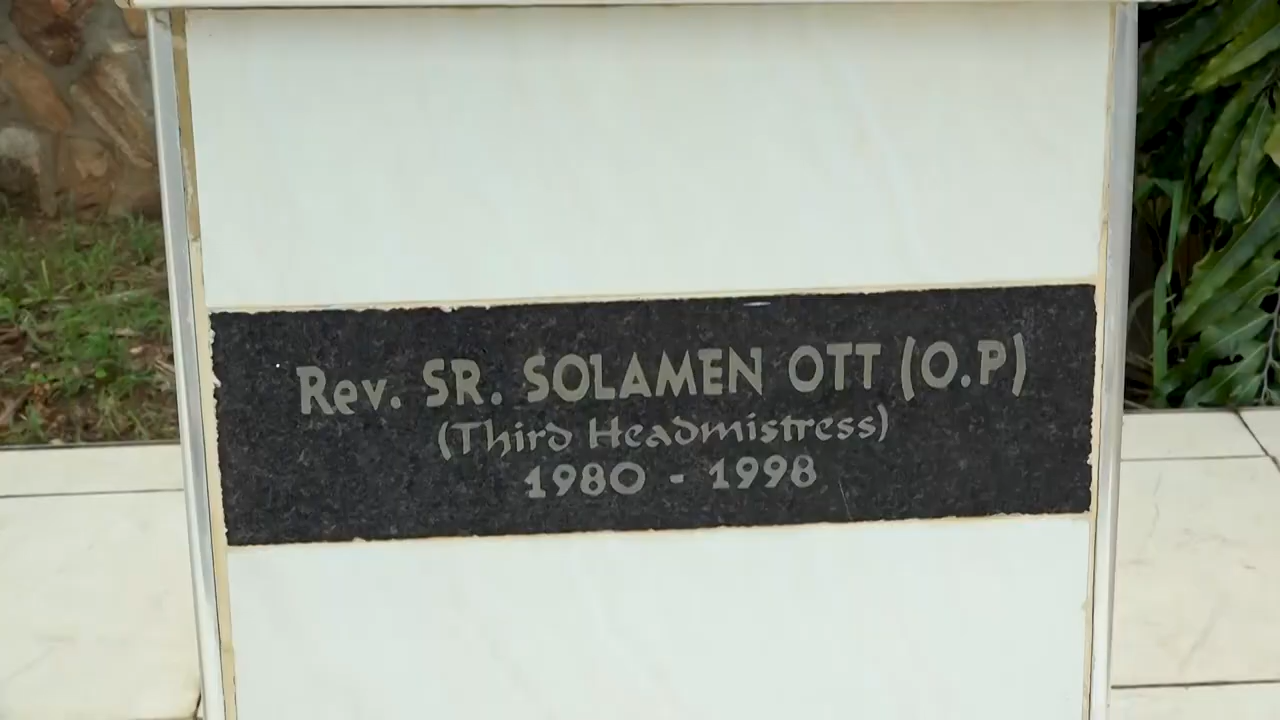 Rev. SR. SOLAMEN OTT (O.P)
(Third Headmistress)
1980 - 1998